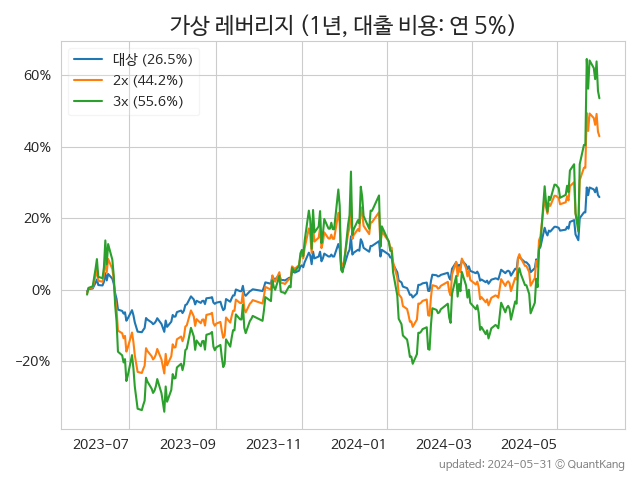 가상 레버리지 (1년, 대출 비용: 연 5%)
대상 (26.5%)
2x (44.2%)
3x (55.6%)
60%
40%
20%
0%
−20%
2023-07 2023-09 2023-11 2024-01 2024-03 2024-05
updated: 2024-05-31 © QuantKang